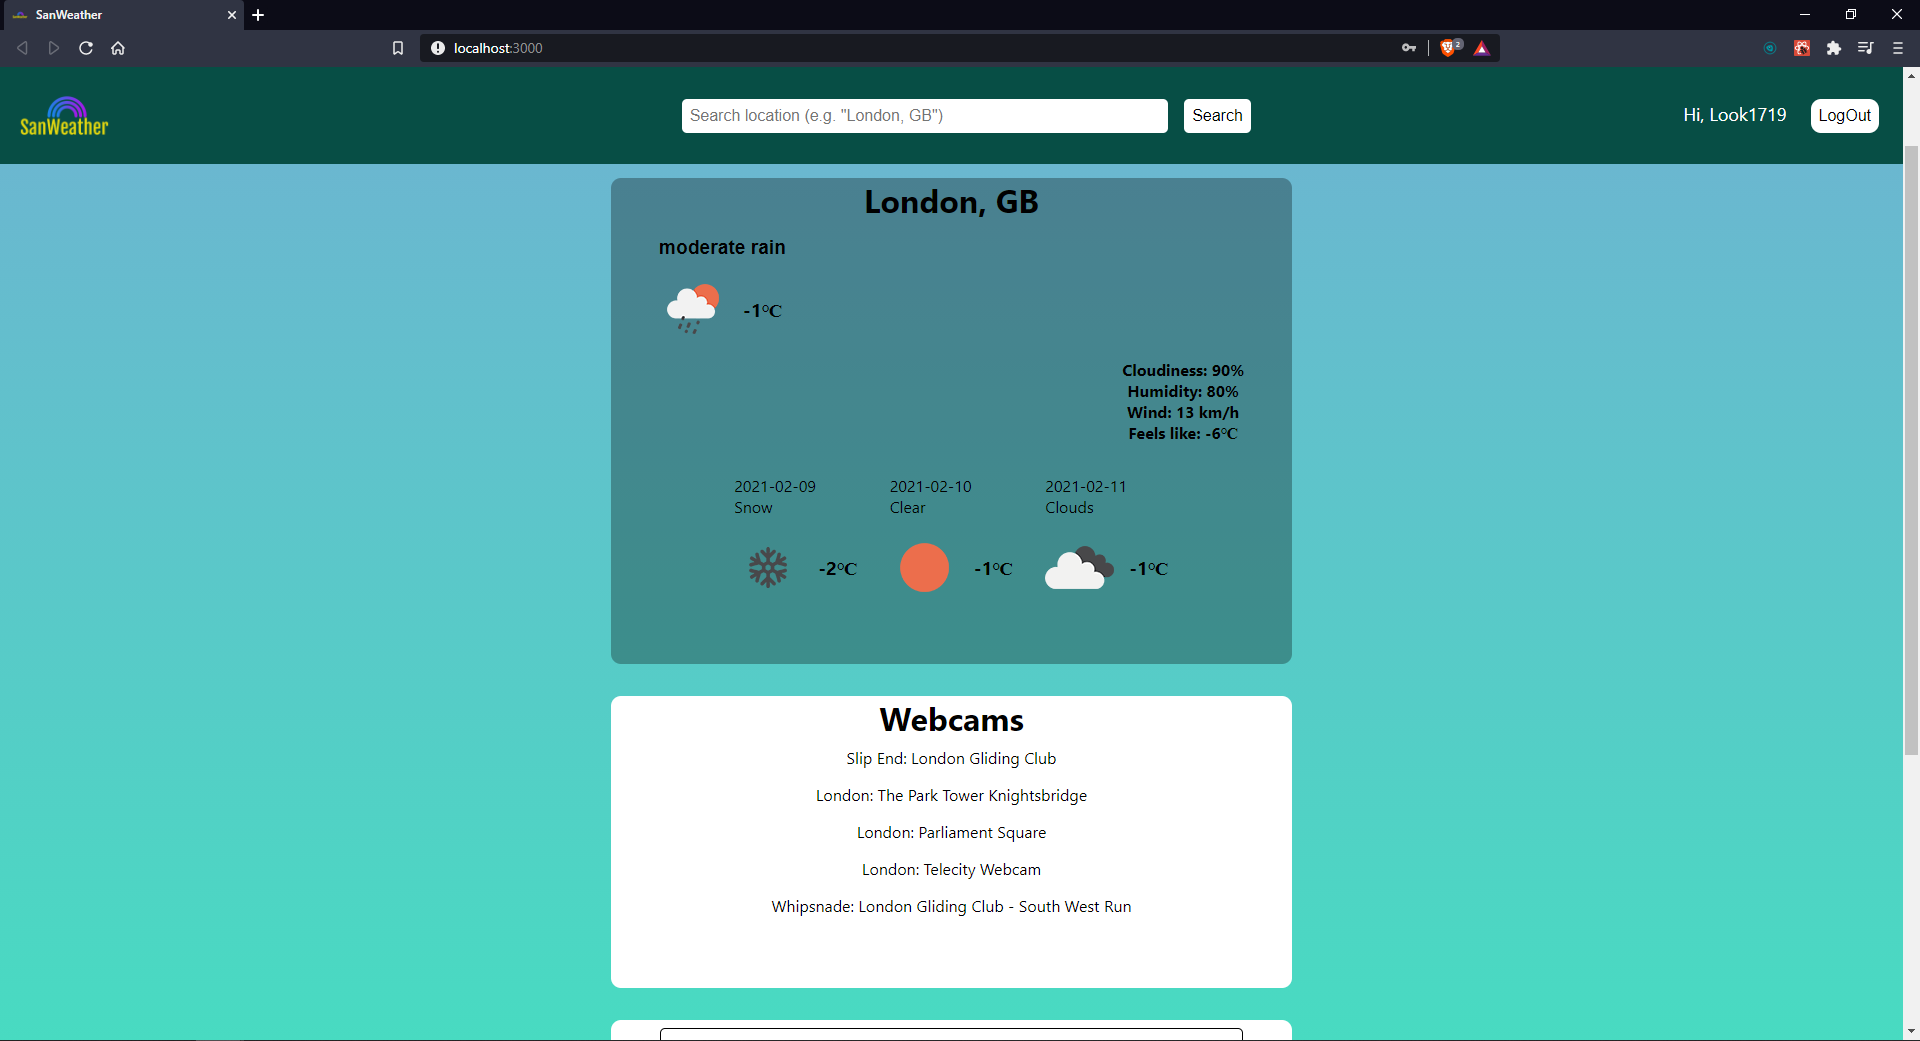 SanWeather
localhost:3000
2
SanWeather
Search location (e.g. "London, GB")
Search
Hi, Look1719
LogOut
London, GB
moderate rain
-1°C
Cloudiness: 90%
Humidity: 80%
Wind: 13 km/h
Feels like: -6°C
2021-02-09
Snow
-2°C
2021-02-10
Clear
-1°C
2021-02-11
Clouds
-1°C
Webcams
Slip End: London Gliding Club
London: The Park Tower Knightsbridge
London: Parliament Square
London: Telecity Webcam
Whipsnade: London Gliding Club - South West Run